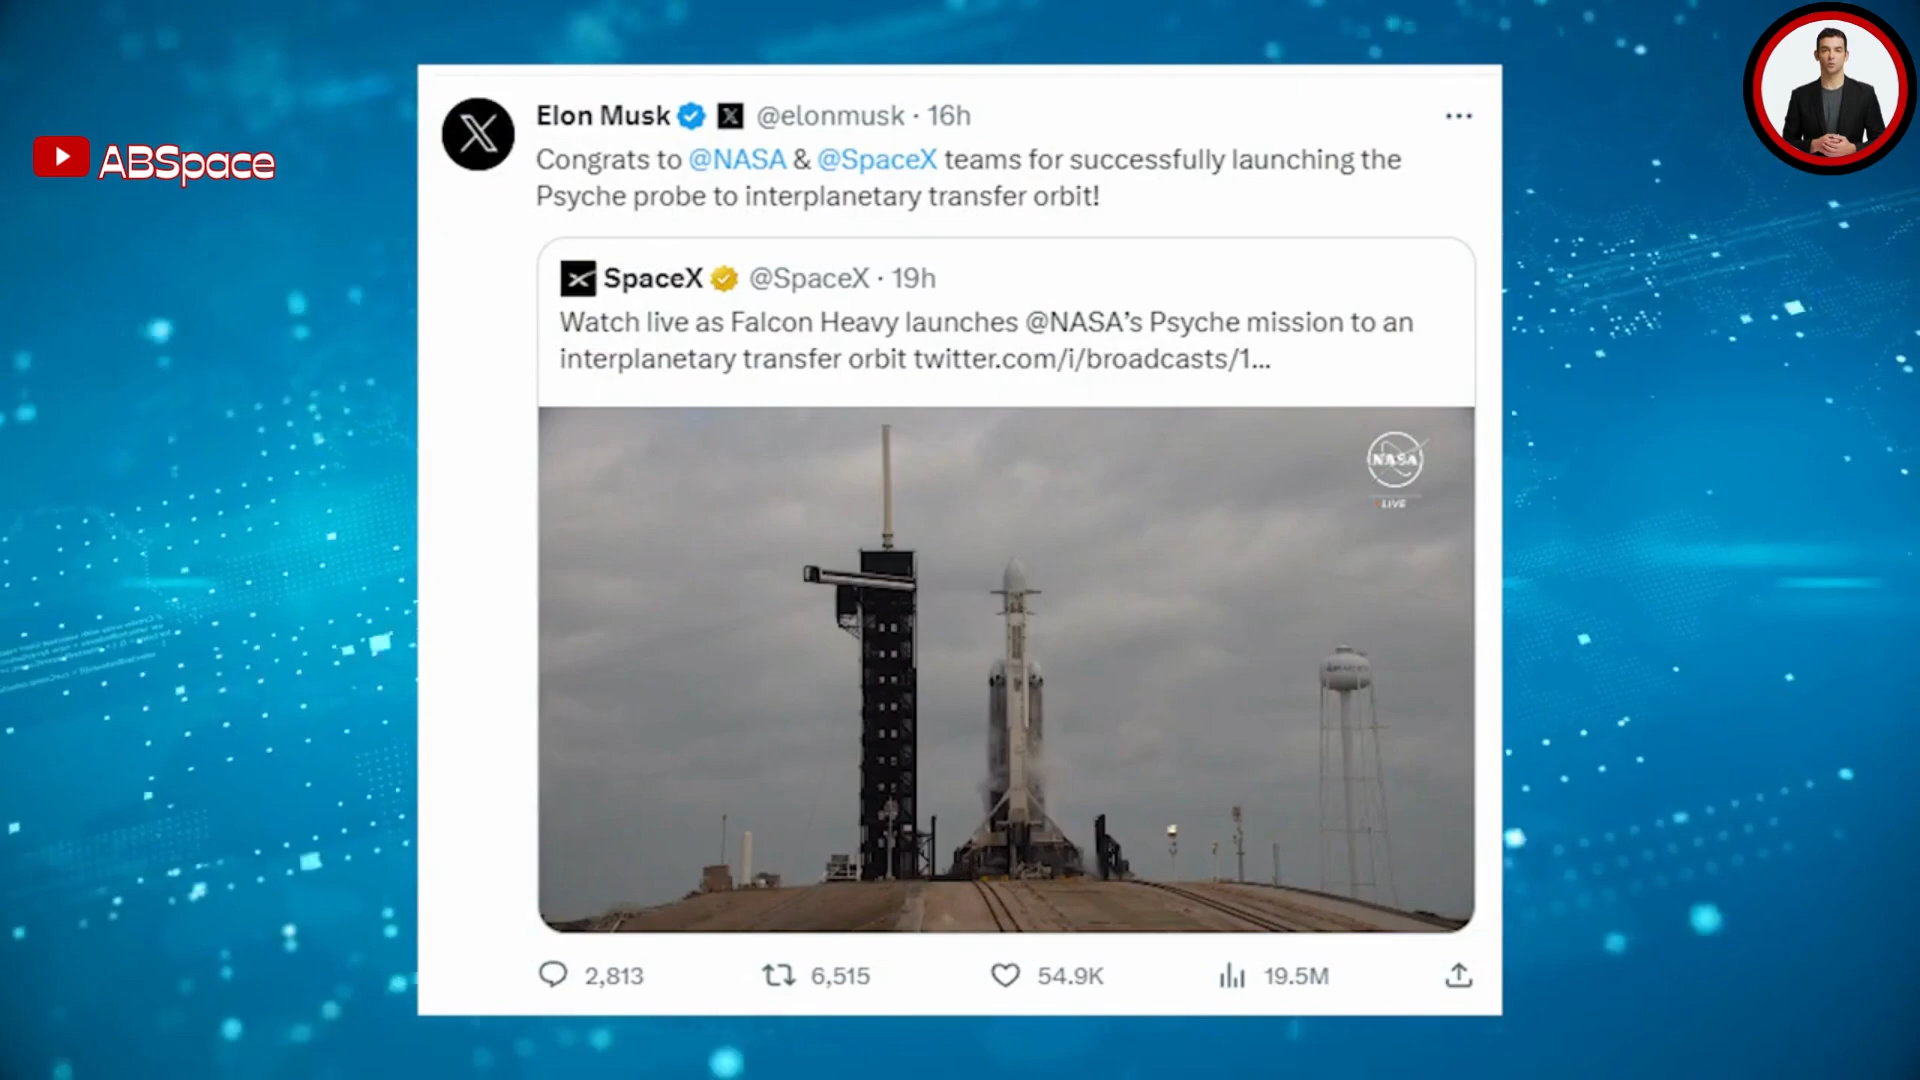 ABSpace
Elon Musk @elonmusk · 16h
Congrats to @NASA & @SpaceX teams for successfully launching the
Psyche probe to interplanetary transfer orbit!
SpaceX @SpaceX · 19h
Watch live as Falcon Heavy launches @NASA’s Psyche mission to an
interplanetary transfer orbit twitter.com/i/broadcasts/1...
NASA
LIVE
2,813 6,515 54.9K 19.5M